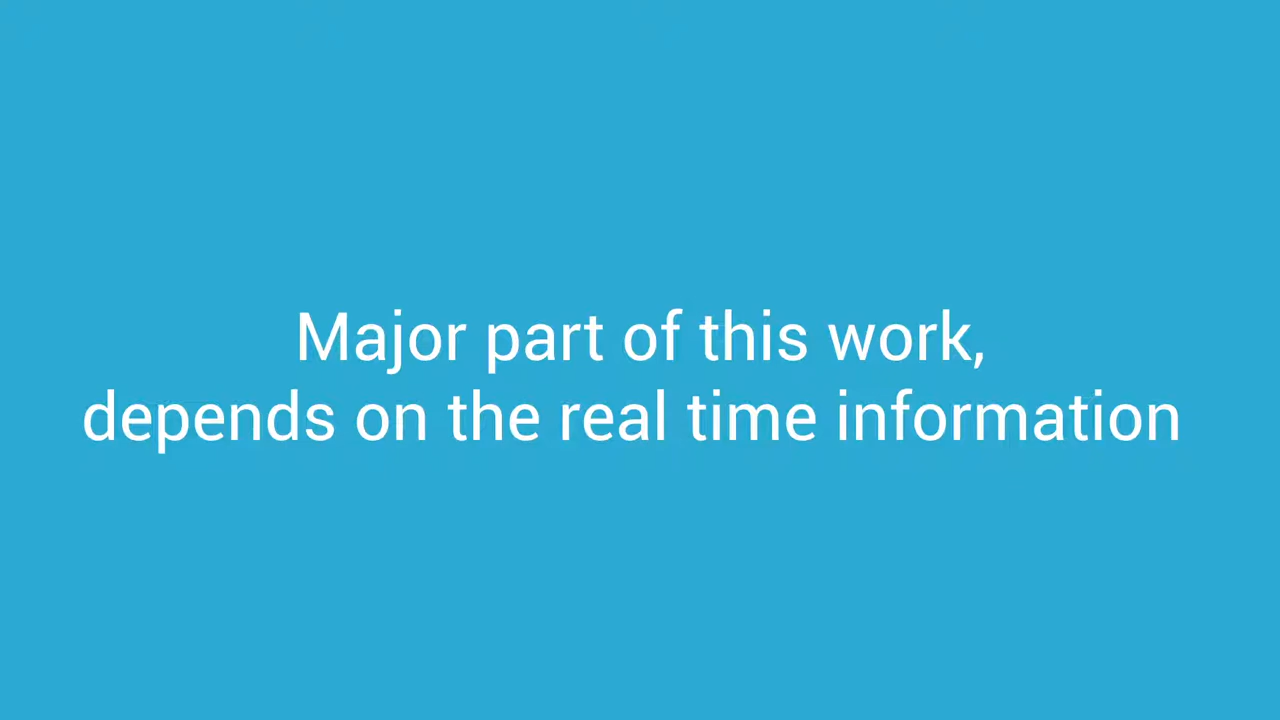 Major part of this work,
depends on the real time information